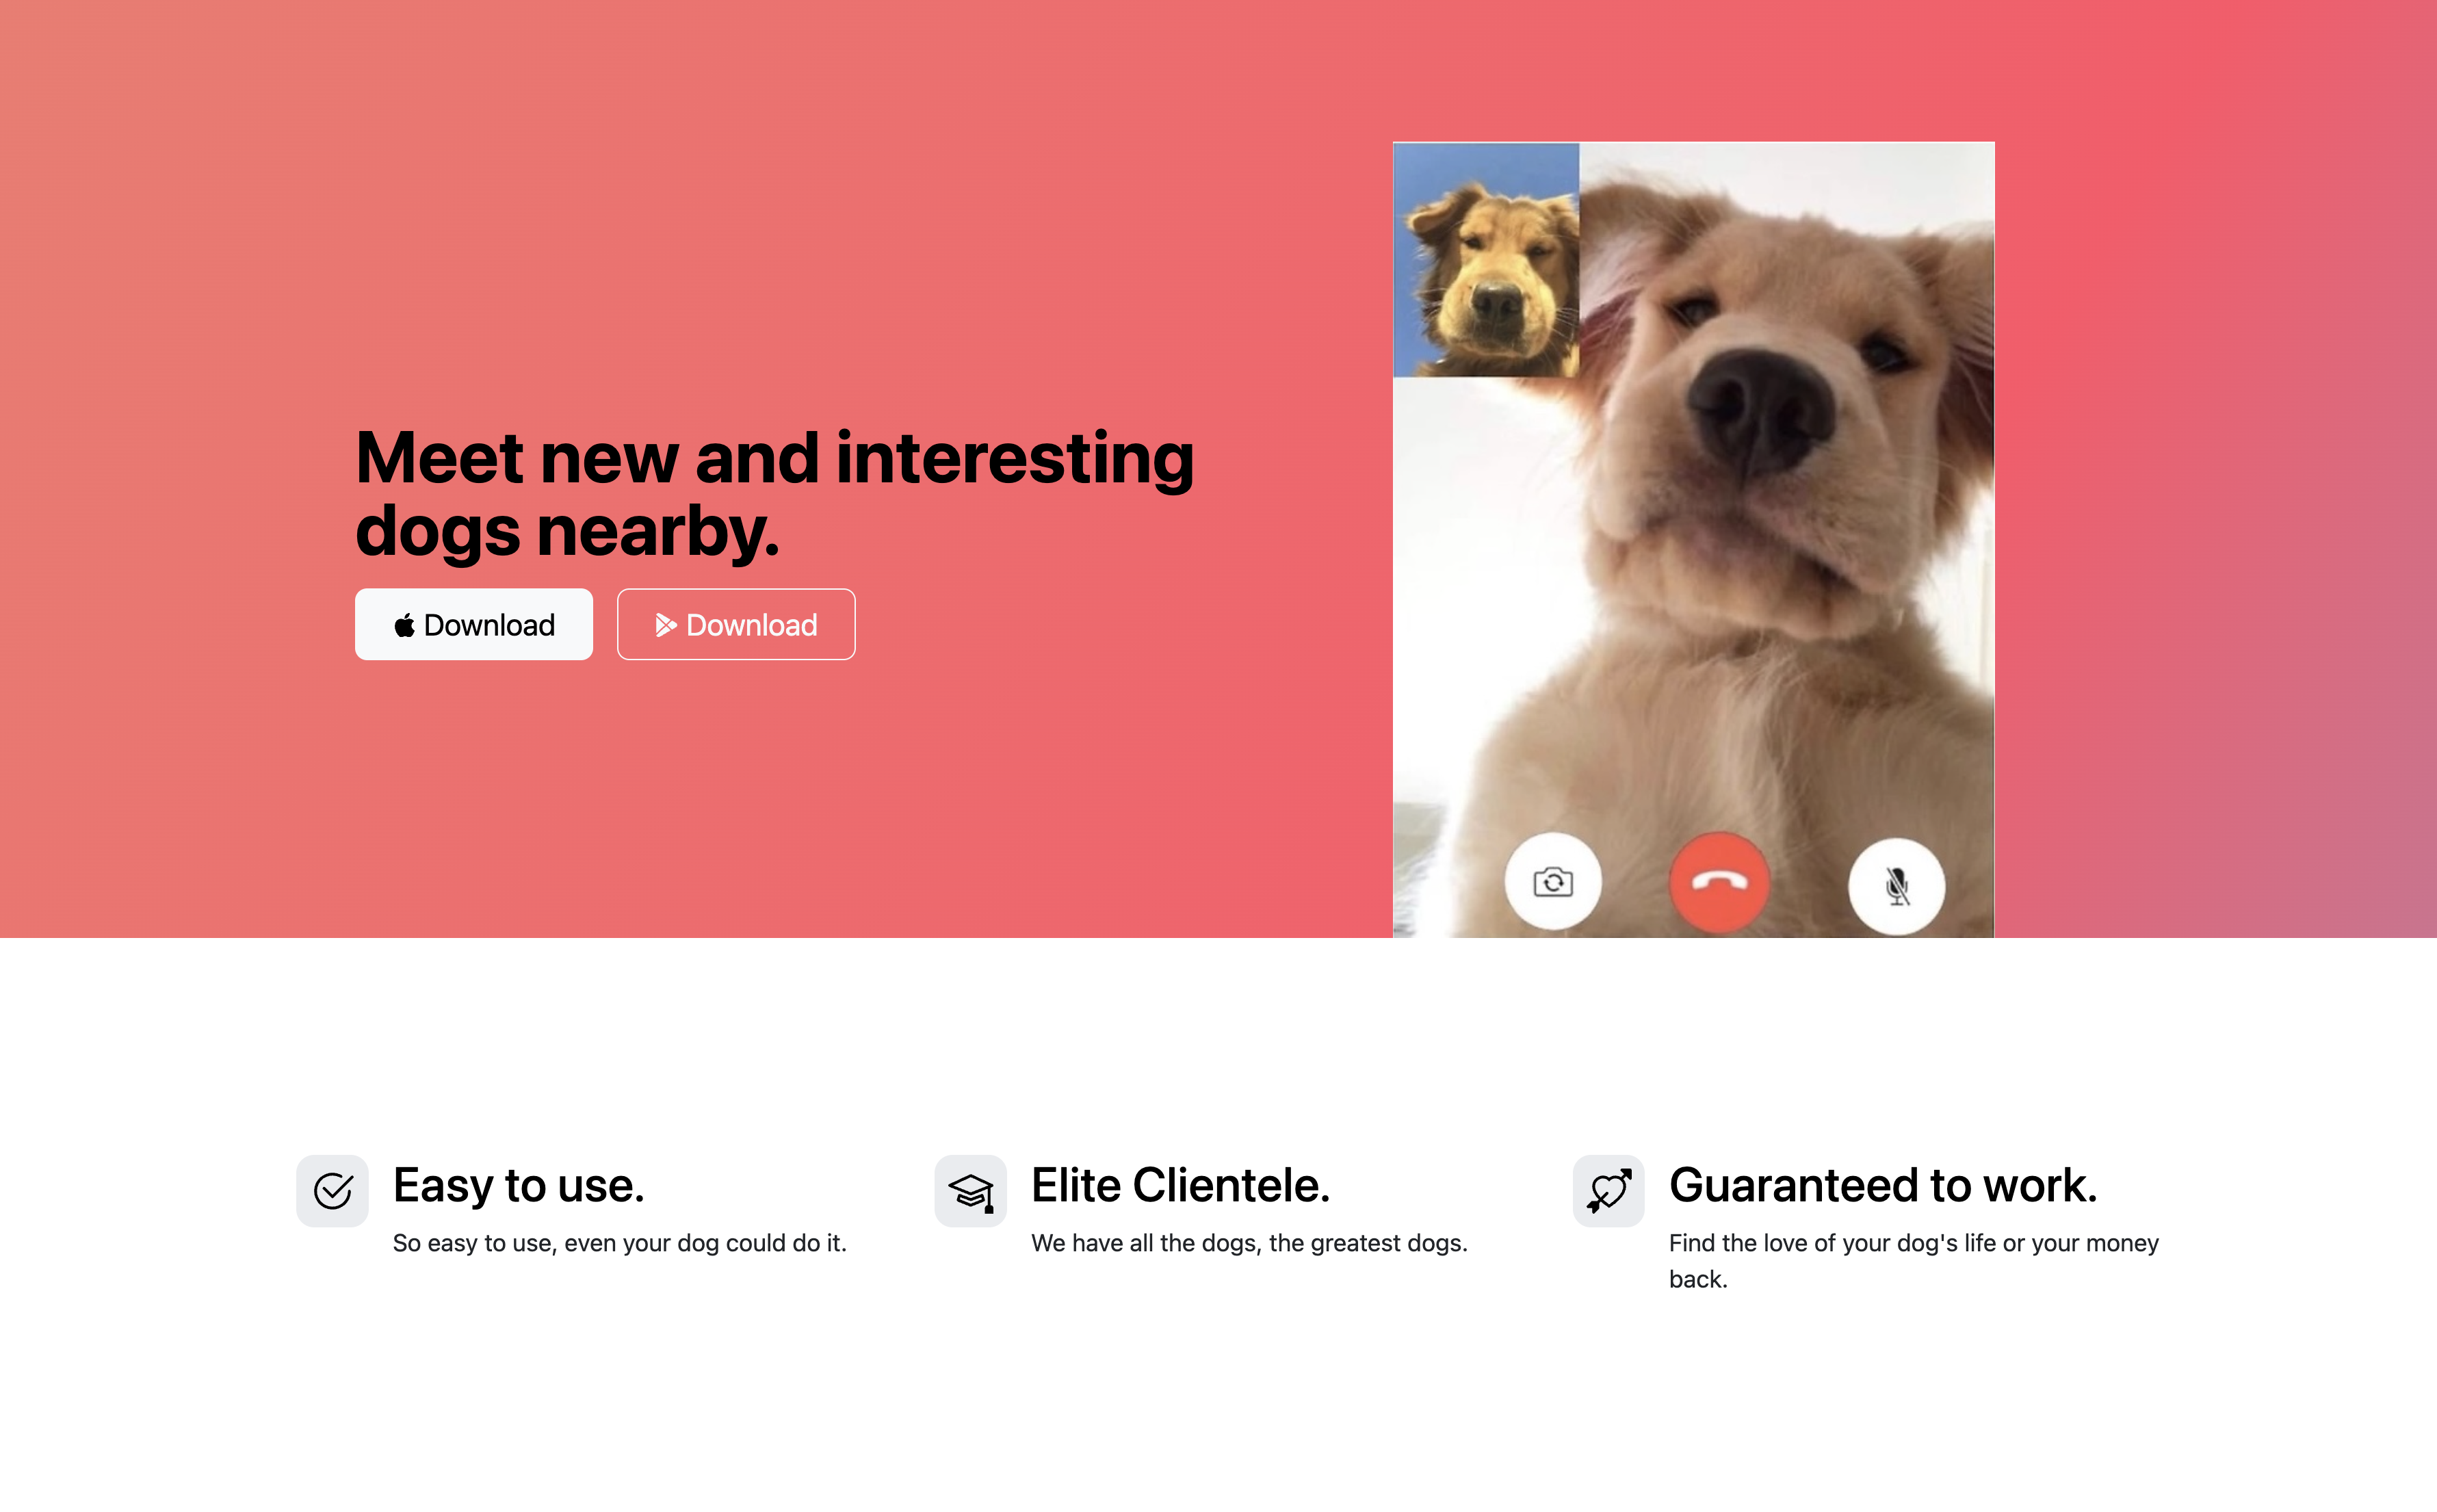 Meet new and interesting
dogs nearby.
Download
Download
Easy to use.
So easy to use, even your dog could do it.
Elite Clientele.
We have all the dogs, the greatest dogs.
Guaranteed to work.
Find the love of your dog's life or your money
back.